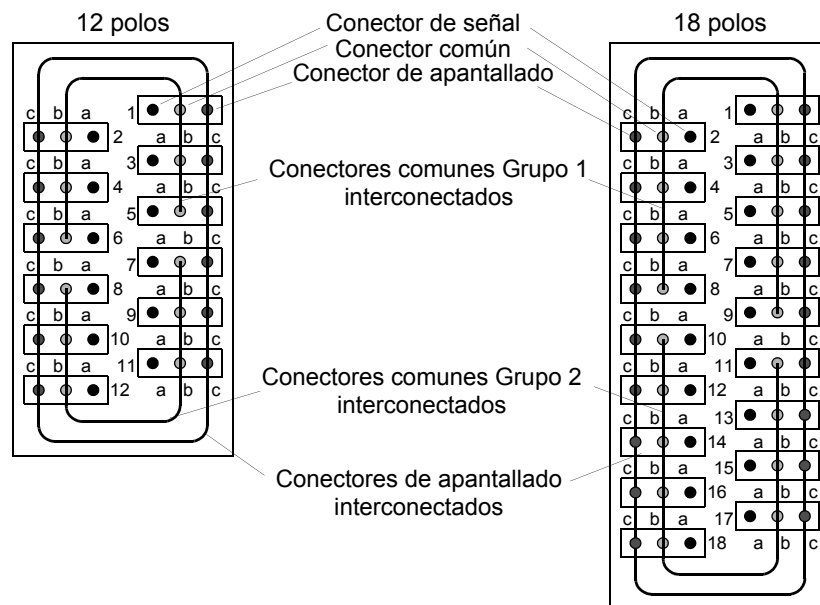 12 polos
Conector de señal
Conector común
Conector de apantallado
18 polos
c b a
1
a b c
2
c b a
3
a b c
4
c b a
5
a b c
6
c b a
7
a b c
8
c b a
9
a b c
10
c b a
11
a b c
12
Conectores comunes Grupo 1
interconectados
Conectores comunes Grupo 2
interconectados
Conectores de apantallado
interconectados
c b a
1
a b c
2
c b a
3
a b c
4
c b a
5
a b c
6
c b a
7
a b c
8
c b a
9
a b c
10
c b a
11
a b c
12
c b a
13
a b c
14
c b a
15
a b c
16
c b a
17
a b c
18